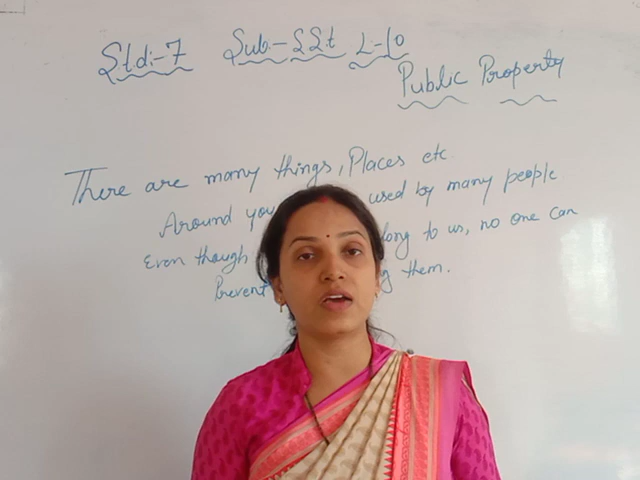 Std:-7 Sub:- SSt L-10
Public Property
There are many things, Places etc
Around you used by many people
Even though long to us, no one can
Prevent g them.